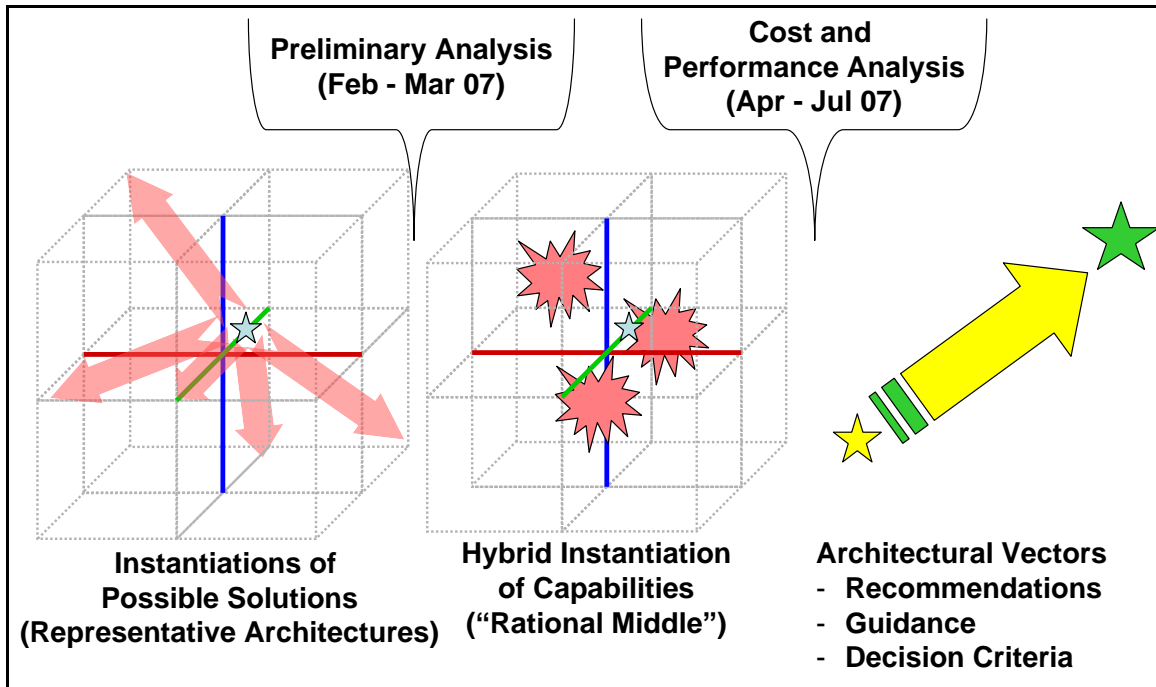 Preliminary Analysis
(Feb - Mar 07)
Cost and
Performance Analysis
(Apr - Jul 07)
Instantiations of
Possible Solutions
(Representative Architectures)
Hybrid Instantiation
of Capabilities
(“Rational Middle”)
Architectural Vectors
- Recommendations
- Guidance
- Decision Criteria